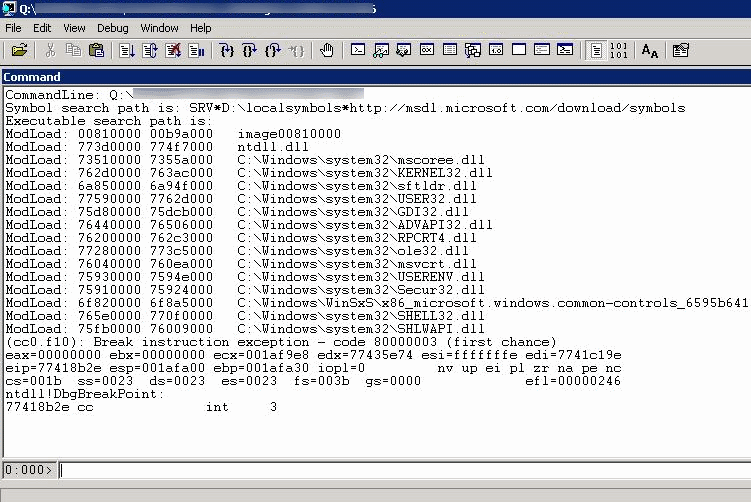 Q:\
File Edit View Debug Window Help
Command
CommandLine: Q:\
Symbol search path is: SRV*D:\localsymbols*http://msdl.microsoft.com/download/symbols
Executable search path is:
ModLoad: 00810000 00b9a000   image00810000
ModLoad: 773d0000 774f7000   ntdll.dll
ModLoad: 73510000 7355a000   C:\Windows\system32\mscoree.dll
ModLoad: 762d0000 763ac000   C:\Windows\system32\KERNEL32.dll
ModLoad: 6a850000 6a94f000   C:\Windows\system32\sftldr.dll
ModLoad: 77590000 7762d000   C:\Windows\system32\USER32.dll
ModLoad: 75d80000 75dcb000   C:\Windows\system32\GDI32.dll
ModLoad: 76440000 76506000   C:\Windows\system32\ADVAPI32.dll
ModLoad: 76200000 762c3000   C:\Windows\system32\RPCRT4.dll
ModLoad: 77280000 773c5000   C:\Windows\system32\ole32.dll
ModLoad: 76040000 760ea000   C:\Windows\system32\msvcrt.dll
ModLoad: 75930000 7594e000   C:\Windows\system32\USERENV.dll
ModLoad: 75910000 75924000   C:\Windows\system32\Secur32.dll
ModLoad: 6f820000 6f8a5000   C:\Windows\WinSxS\x86_microsoft.windows.common-controls_6595b641
ModLoad: 765e0000 770f0000   C:\Windows\system32\SHELL32.dll
ModLoad: 75fb0000 76009000   C:\Windows\system32\SHLWAPI.dll
(cc0.f10): Break instruction exception - code 80000003 (first chance)
eax=00000000 ebx=00000000 ecx=001af9e8 edx=77435e74 esi=fffffffe edi=7741c19e
eip=77418b2e esp=001afa00 ebp=001afa30 iopl=0         nv up ei pl zr na pe nc
cs=001b  ss=0023  ds=0023  es=0023  fs=003b  gs=0000             efl=00000246
ntdll!DbgBreakPoint:
77418b2e cc              int     3
0:000>